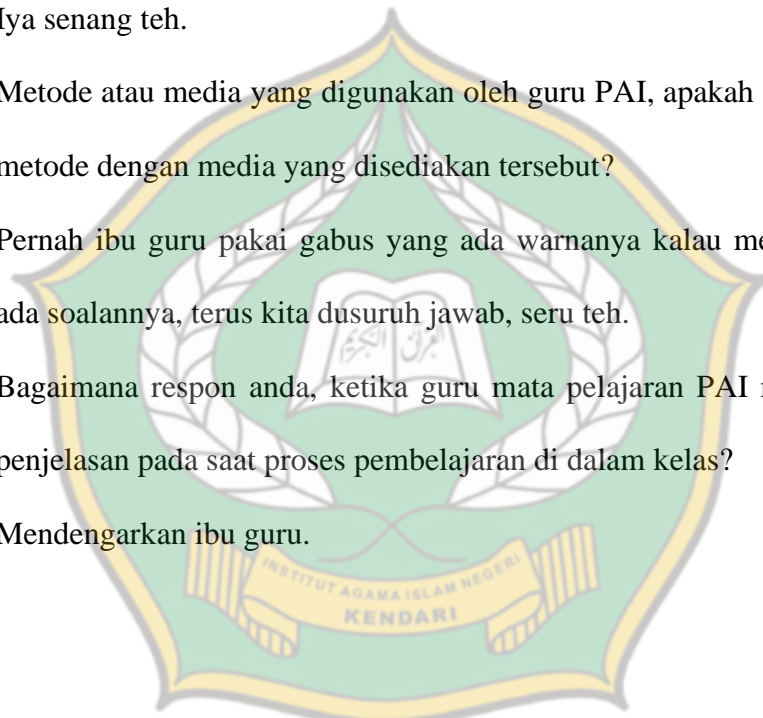 Iya senang teh.
Metode atau media yang digunakan oleh guru PAI, apakah
metode dengan media yang disediakan tersebut?
Pernah ibu guru pakai gabus yang ada warnanya kalau me
ada soalannya, terus kita dusuruh jawab, seru teh.
القرآن الكريم
Bagaimana respon anda, ketika guru mata pelajaran PAI
penjelasan pada saat proses pembelajaran di dalam kelas?
Mendengarkan ibu guru.
INSTITUT AGAMA ISLAM NEGERI
KENDARI